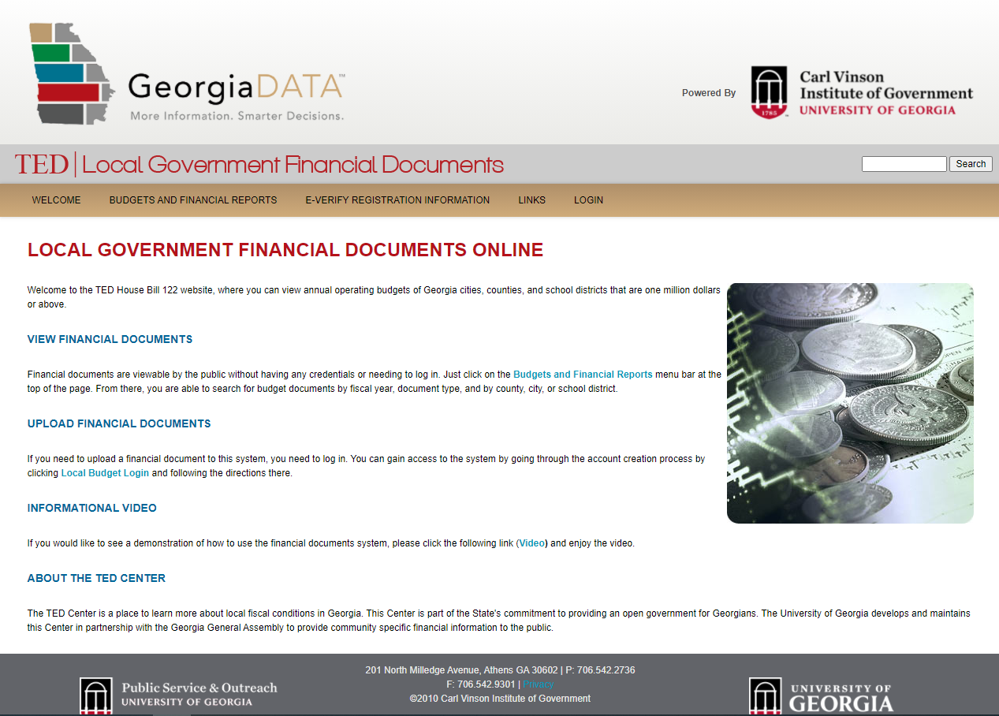 GeorgiaDATA™
More Information. Smarter Decisions.
Powered By
Carl Vinson
Institute of Government
UNIVERSITY OF GEORGIA
1785
TED | Local Government Financial Documents
Search
WELCOME
BUDGETS AND FINANCIAL REPORTS
E-VERIFY REGISTRATION INFORMATION
LINKS
LOGIN
LOCAL GOVERNMENT FINANCIAL DOCUMENTS ONLINE
Welcome to the TED House Bill 122 website, where you can view annual operating budgets of Georgia cities, counties, and school districts that are one million dollars
or above.
VIEW FINANCIAL DOCUMENTS
Financial documents are viewable by the public without having any credentials or needing to log in. Just click on the Budgets and Financial Reports menu bar at the
top of the page. From there, you are able to search for budget documents by fiscal year, document type, and by county, city, or school district.
UPLOAD FINANCIAL DOCUMENTS
If you need to upload a financial document to this system, you need to log in. You can gain access to the system by going through the account creation process by
clicking Local Budget Login and following the directions there.
INFORMATIONAL VIDEO
If you would like to see a demonstration of how to use the financial documents system, please click the following link (Video) and enjoy the video.
ABOUT THE TED CENTER
The TED Center is a place to learn more about local fiscal conditions in Georgia. This Center is part of the State's commitment to providing an open government for Georgians. The University of Georgia develops and maintains
this Center in partnership with the Georgia General Assembly to provide community specific financial information to the public.
Public Service & Outreach
UNIVERSITY OF GEORGIA
201 North Milledge Avenue, Athens GA 30602 | P: 706.542.2736
F: 706.542.9301 | Privacy
©2010 Carl Vinson Institute of Government
UNIVERSITY OF
GEORGIA